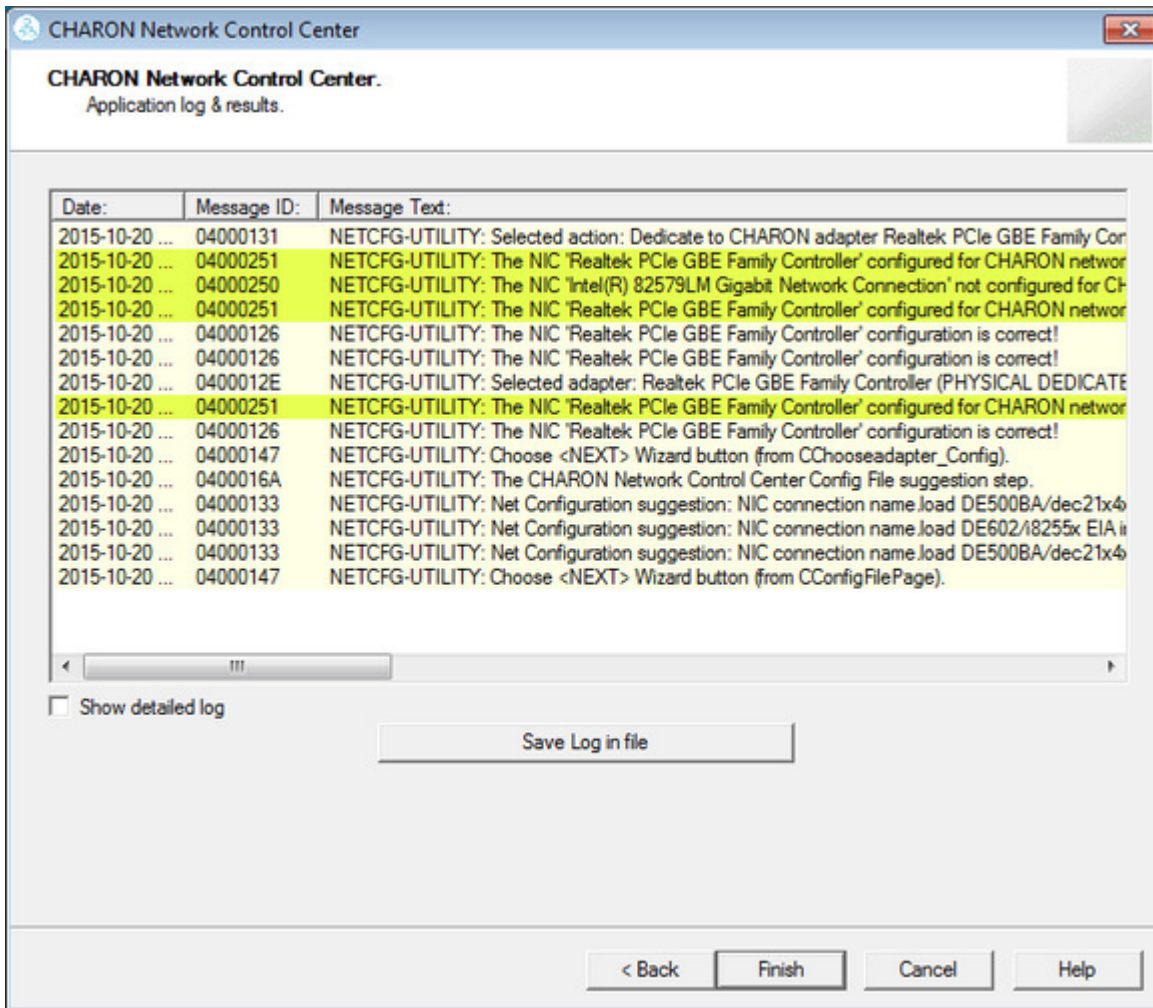 CHARON Network Control Center
CHARON Network Control Center.
Application log & results.
Date: Message ID: Message Text:
2015-10-20 ... 04000131 NETCFG-UTILITY: Selected action: Dedicate to CHARON adapter Realtek PCIe GBE Family Con
2015-10-20 ... 04000251 NETCFG-UTILITY: The NIC 'Realtek PCIe GBE Family Controller' configured for CHARON networ
2015-10-20 ... 04000250 NETCFG-UTILITY: The NIC 'Intel(R) 82579LM Gigabit Network Connection' not configured for CH
2015-10-20 ... 04000251 NETCFG-UTILITY: The NIC 'Realtek PCIe GBE Family Controller' configured for CHARON networ
2015-10-20 ... 04000126 NETCFG-UTILITY: The NIC 'Realtek PCIe GBE Family Controller' configuration is correct!
2015-10-20 ... 04000126 NETCFG-UTILITY: The NIC 'Realtek PCIe GBE Family Controller' configuration is correct!
2015-10-20 ... 0400012E NETCFG-UTILITY: Selected adapter: Realtek PCIe GBE Family Controller (PHYSICAL DEDICATE
2015-10-20 ... 04000251 NETCFG-UTILITY: The NIC 'Realtek PCIe GBE Family Controller' configured for CHARON networ
2015-10-20 ... 04000126 NETCFG-UTILITY: The NIC 'Realtek PCIe GBE Family Controller' configuration is correct!
2015-10-20 ... 04000147 NETCFG-UTILITY: Choose <NEXT> Wizard button (from CChooseadapter_Config).
2015-10-20 ... 0400016A NETCFG-UTILITY: The CHARON Network Control Center Config File suggestion step.
2015-10-20 ... 04000133 NETCFG-UTILITY: Net Configuration suggestion: NIC connection name.load DE500BA/dec21x4x
2015-10-20 ... 04000133 NETCFG-UTILITY: Net Configuration suggestion: NIC connection name.load DE602/i8255x EIA i
2015-10-20 ... 04000133 NETCFG-UTILITY: Net Configuration suggestion: NIC connection name.load DE500BA/dec21x4x
2015-10-20 ... 04000147 NETCFG-UTILITY: Choose <NEXT> Wizard button (from CConfigFilePage).
Show detailed log
Save Log in file
< Back Finish Cancel Help